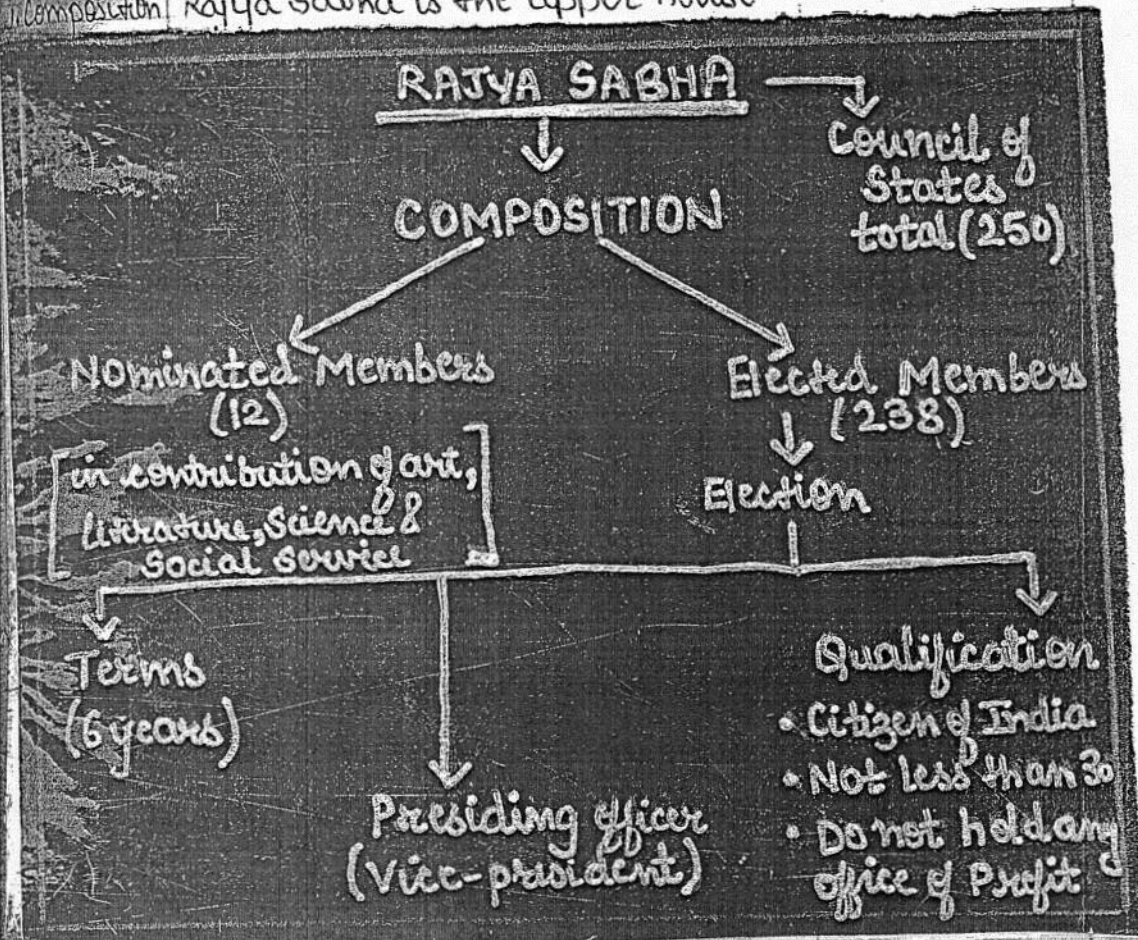 1. Composition Rajya Sabha is the upper house
RAJYA SABHA
Council of
States
total (250)
COMPOSITION
Nominated Members
(12)
[in contribution of art,
literature, Science &
Social service]
Elected Members
(238)
Election
Terms
(6 years)
Presiding officer
(Vice-president)
Qualification
• Citizen of India
• Not less than 30
• Do not hold any
office of Profit